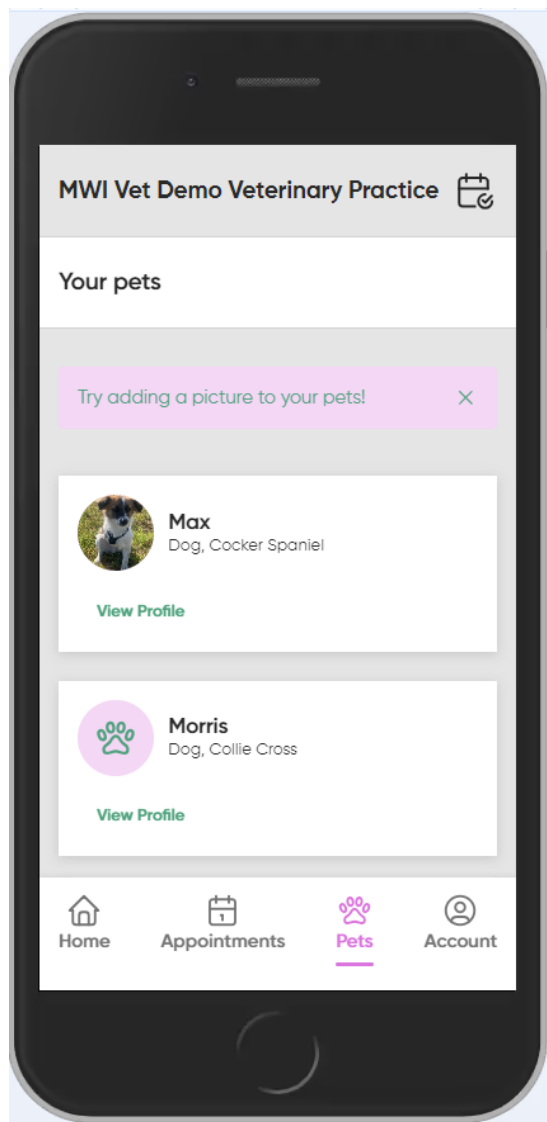 MWI Vet Demo Veterinary Practice
Your pets
Try adding a picture to your pets!
Max
Dog, Cocker Spaniel
View Profile
Morris
Dog, Collie Cross
View Profile
1
Home Appointments Pets Account